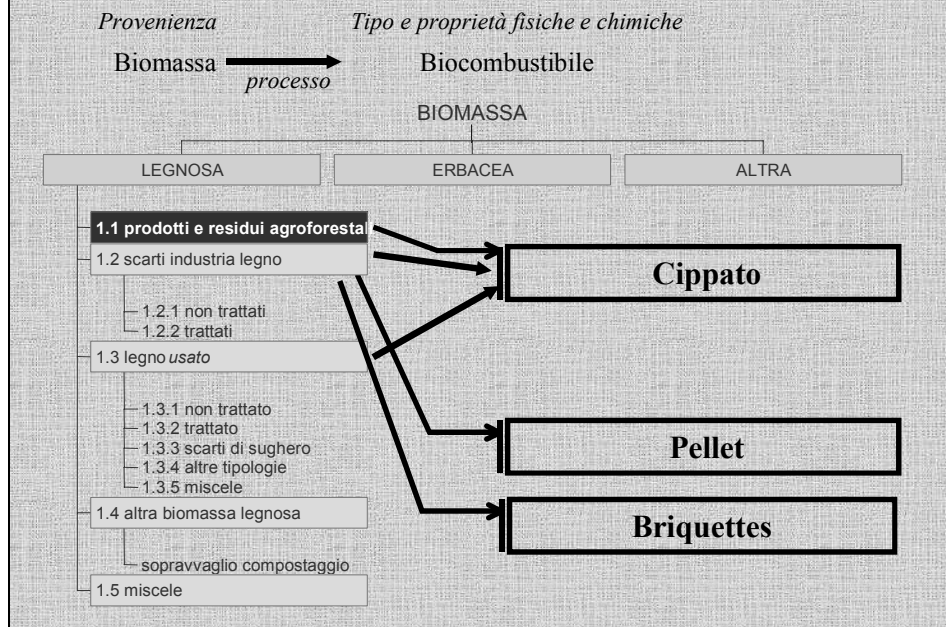 Provenienza
Tipo e proprietà fisiche e chimiche
Biomassa
processo
Biocombustibile
BIOMASSA
LEGNOSA
ERBACEA
ALTRA
1.1 prodotti e residui agroforestal
1.2 scarti industria legno
1.2.1 non trattati
1.2.2 trattati
1.3 legno usato
1.3.1 non trattato
1.3.2 trattato
1.3.3 scarti di sughero
1.3.4 altre tipologie
1.3.5 miscele
1.4 altra biomassa legnosa
sopravvaglio compostaggio
1.5 miscele
Cippato
Pellet
Briquettes